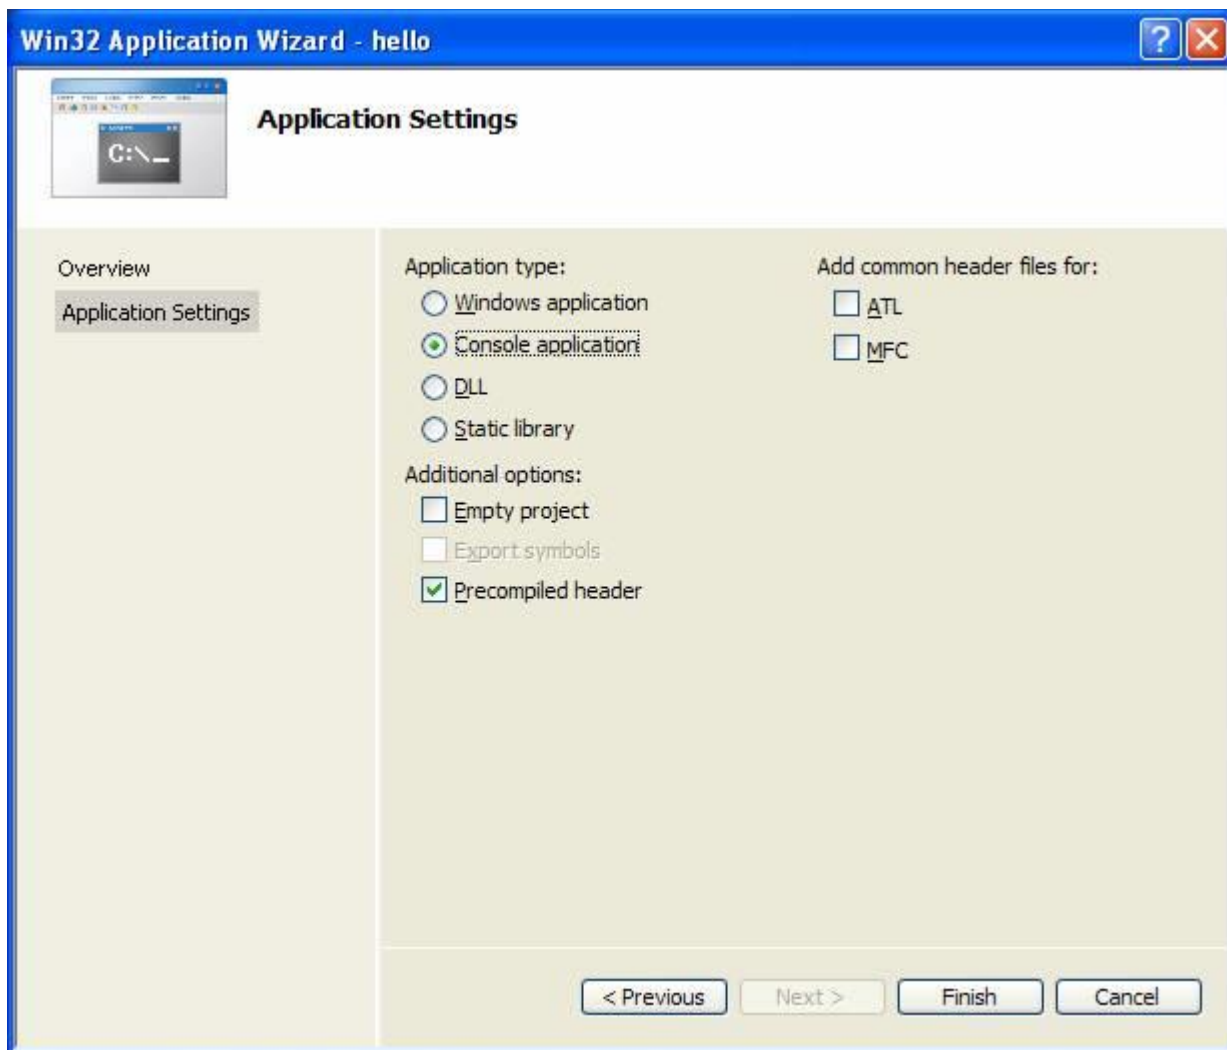 Win32 Application Wizard - hello
C:\_
Application Settings
Overview
Application Settings
Application type:
Windows application
Console application
DLL
Static library
Additional options:
Empty project
Export symbols
Precompiled header
Add common header files for:
ATL
MFC
< Previous
Next >
Finish
Cancel